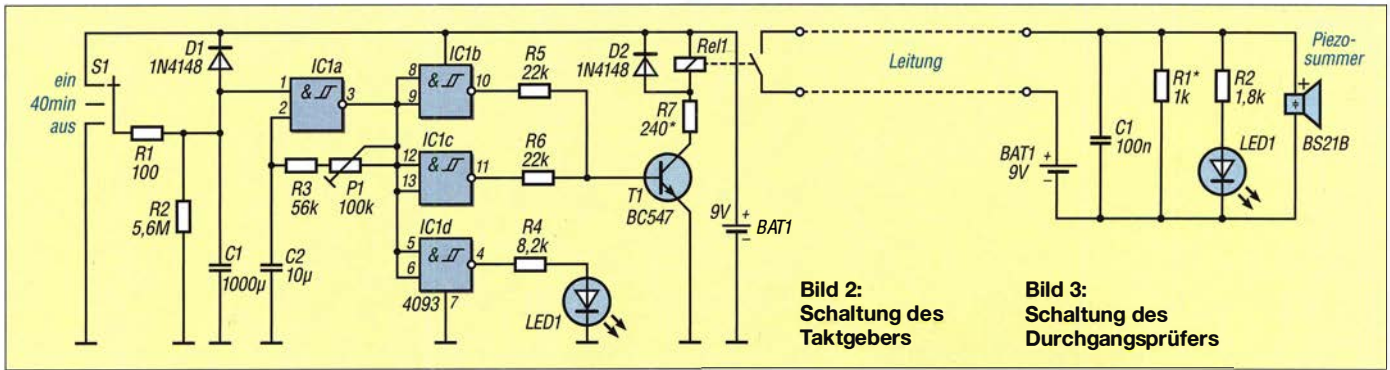 S1
ein
40min
aus
R1
100
R2
5,6M
D1
1N4148
C1
1000µ
C2
10µ
R3
56k
P1
100k
IC1a
1
2
3
&
IC1b
8
9
10
&
IC1c
12
13
11
&
IC1d
5
6
4
&
4093
7
R5
22k
R6
22k
R4
8,2k
LED1
D2
1N4148
Rel1
R7
240*
T1
BC547
9V
+
−
BAT1
Leitung
BAT1
9V
+
−
C1
100n
R1*
1k
R2
1,8k
LED1
Piezo-
summer
+
BS21B
Bild 2:
Schaltung des
Taktgebers
Bild 3:
Schaltung des
Durchgangsprüfers